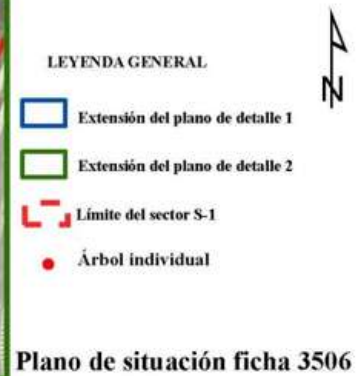 N
LEYENDA GENERAL
Extensión del plano de detalle 1
Extensión del plano de detalle 2
Límite del sector S-1
Árbol individual
Plano de situación ficha 3506